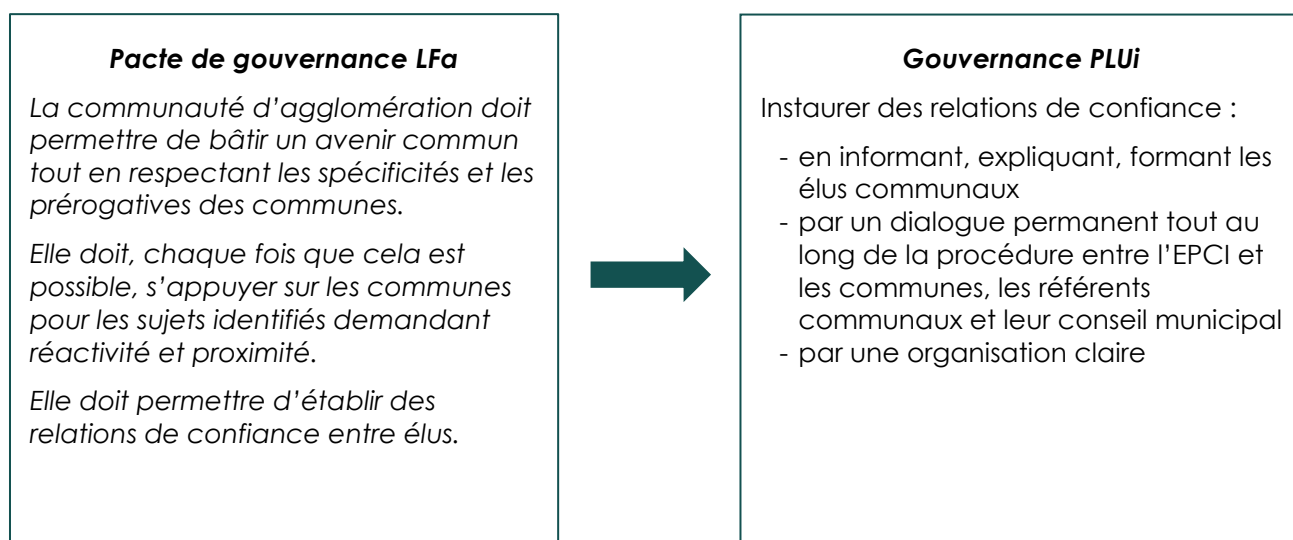 Pacte de gouvernance LFa
La communauté d’agglomération doit
permettre de bâtir un avenir commun
tout en respectant les spécificités et les
prérogatives des communes.
Elle doit, chaque fois que cela est
possible, s’appuyer sur les communes
pour les sujets identifiés demandant
réactivité et proximité.
Elle doit permettre d’établir des
relations de confiance entre élus.
Gouvernance PLUi
Instaurer des relations de confiance :
- en informant, expliquant, formant les
élus communaux
- par un dialogue permanent tout au
long de la procédure entre l’EPCI et
les communes, les référents
communaux et leur conseil municipal
- par une organisation claire